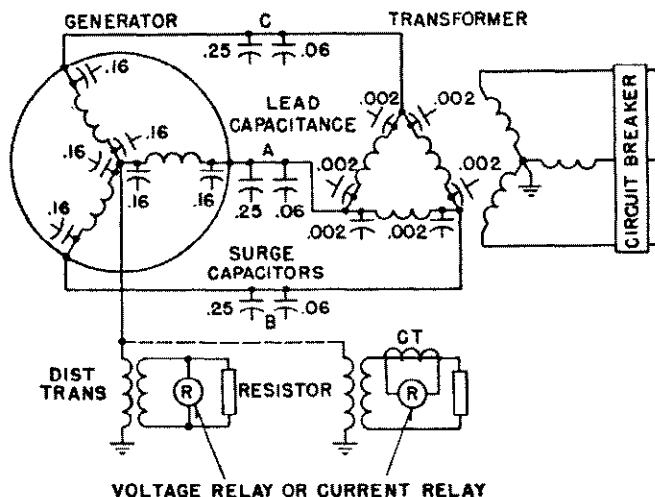 GENERATOR
C
TRANSFORMER
.25 .06
.16
.002 .002
LEAD
CAPACITANCE
.16
.16
A
.002 .002
.16
.16 .16
.25 .06
.002 .002
SURGE
CAPACITORS
.25 .06
B
CIRCUIT BREAKER
CT
DIST
TRANS
R
RESISTOR
R
VOLTAGE RELAY OR CURRENT RELAY